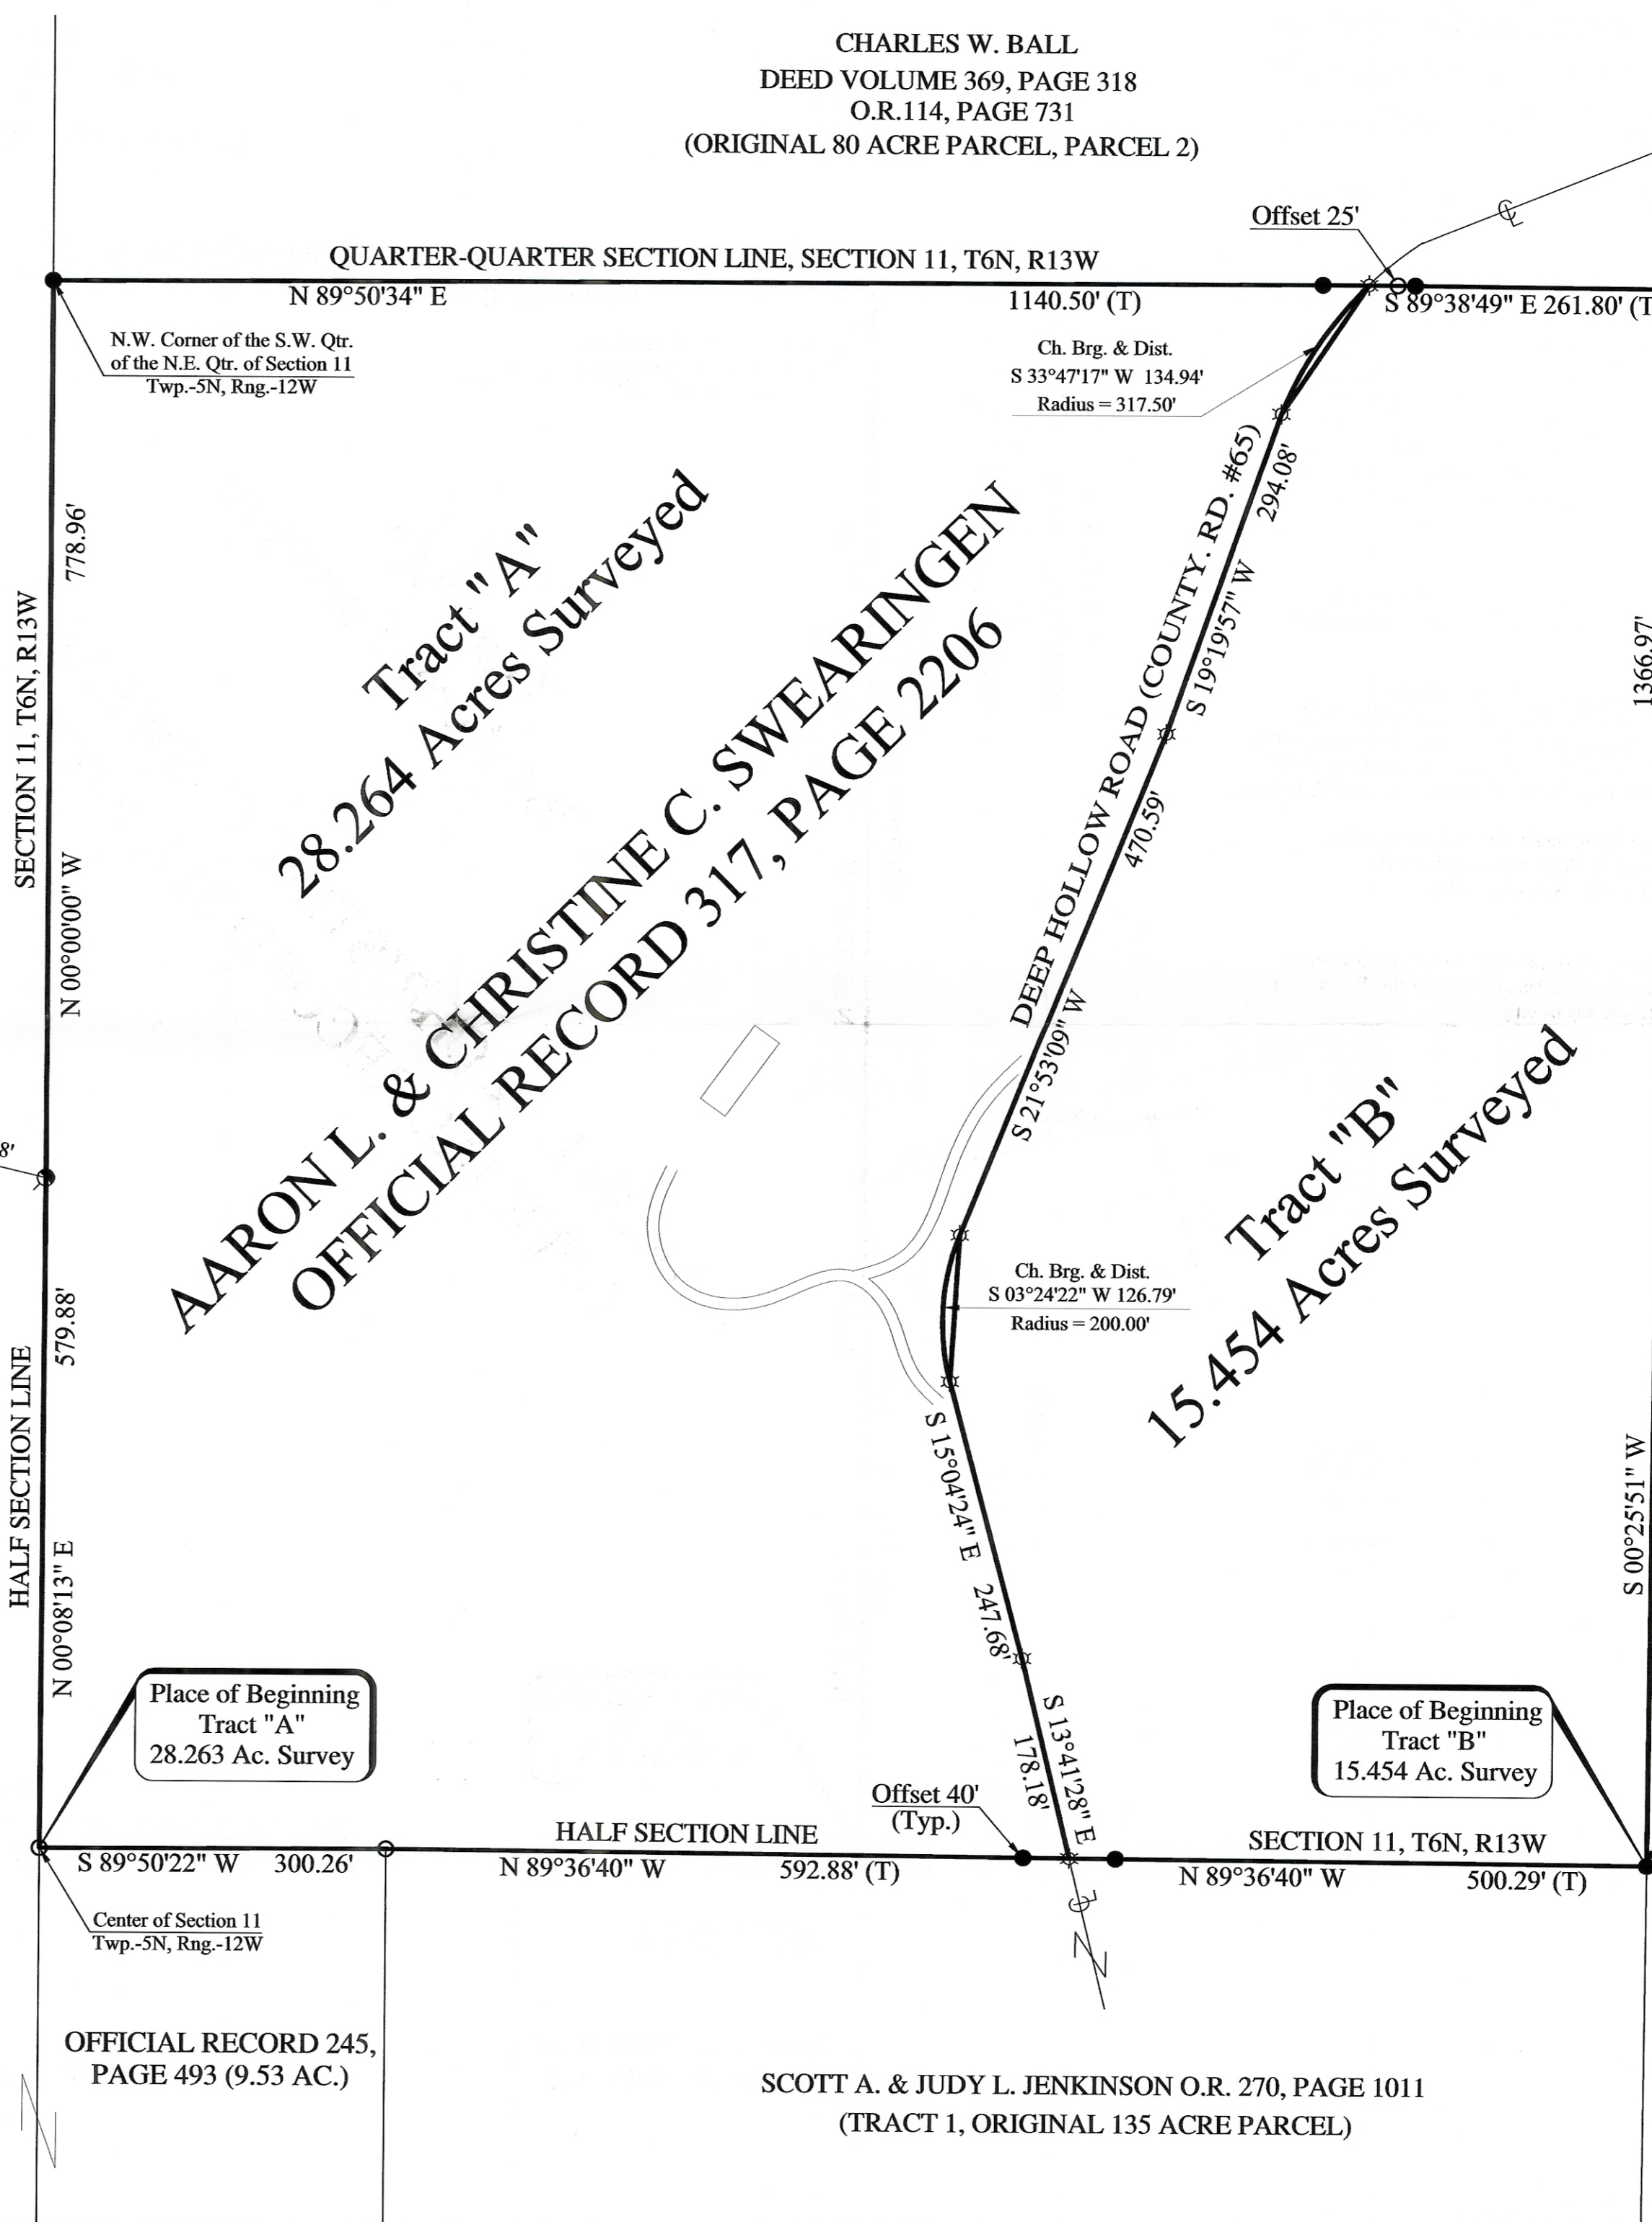 CHARLES W. BALL
DEED VOLUME 369, PAGE 318
O.R.114, PAGE 731
(ORIGINAL 80 ACRE PARCEL, PARCEL 2)
Offset 25'
QUARTER-QUARTER SECTION LINE, SECTION 11, T6N, R13W
N 89°50'34" E
1140.50' (T)
S 89°38'49" E 261.80' (T
N.W. Corner of the S.W. Qtr.
of the N.E. Qtr. of Section 11
Twp.-5N, Rng.-12W
Ch. Brg. & Dist.
S 33°47'17" W 134.94'
Radius = 317.50'
778.96'
SECTION 11, T6N, R13W
N 00°00'00" W
Tract "A"
28.264 Acres Surveyed
AARON L. & CHRISTINE C. SWEARINGEN
OFFICIAL RECORD 317, PAGE 2206
DEEP HOLLOW ROAD (COUNTY. RD. #65)
294.08'
S 19°19'57" W
470.59'
S 21°53'09" W
1366.97'
8'
Tract "B"
15.454 Acres Surveyed
Ch. Brg. & Dist.
S 03°24'22" W 126.79'
Radius = 200.00'
579.88'
HALF SECTION LINE
N 00°08'13" E
S 15°04'24" E 247.68'
S 00°25'51" W
S 13°41'28" E
178.18'
Place of Beginning
Tract "A"
28.263 Ac. Survey
Place of Beginning
Tract "B"
15.454 Ac. Survey
Offset 40'
(Typ.)
HALF SECTION LINE
SECTION 11, T6N, R13W
S 89°50'22" W 300.26'
N 89°36'40" W
592.88' (T)
N 89°36'40" W
500.29' (T)
Center of Section 11
Twp.-5N, Rng.-12W
OFFICIAL RECORD 245,
PAGE 493 (9.53 AC.)
SCOTT A. & JUDY L. JENKINSON O.R. 270, PAGE 1011
(TRACT 1, ORIGINAL 135 ACRE PARCEL)